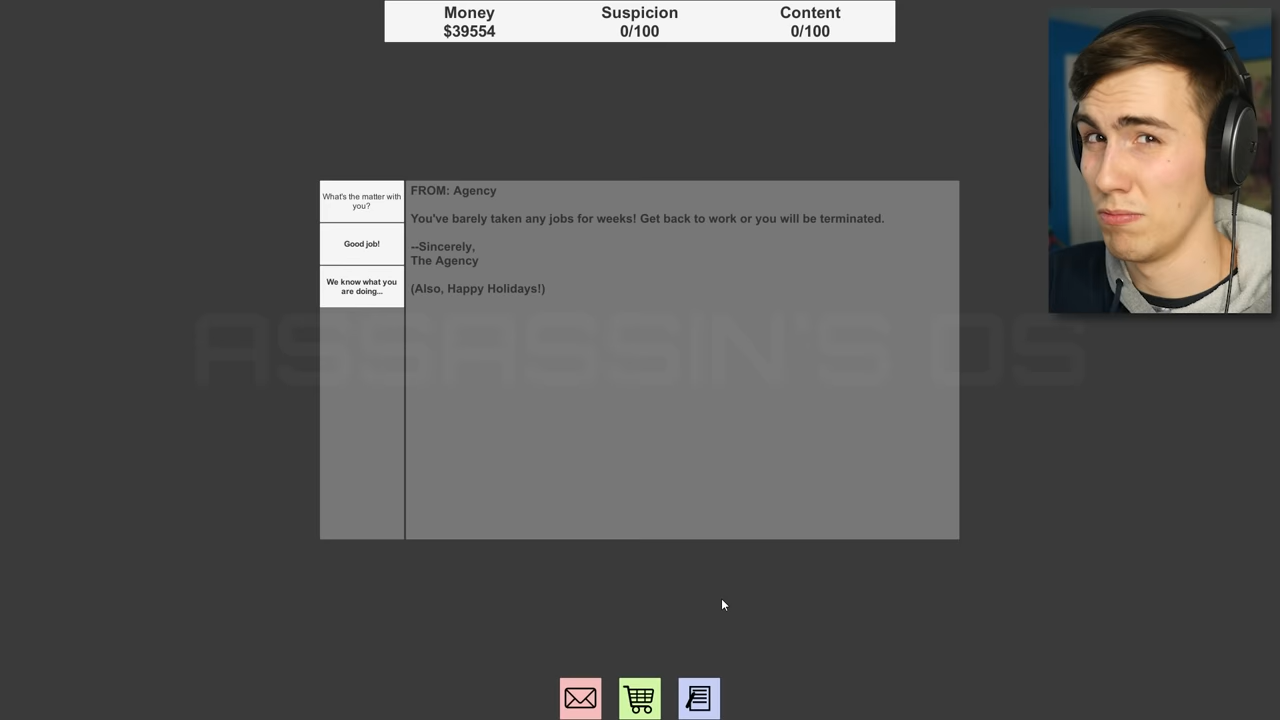 Money
$39554
Suspicion
0/100
Content
0/100
What's the matter with
you?
Good job!
We know what you
are doing...
FROM: Agency
You've barely taken any jobs for weeks! Get back to work or you will be terminated.
--Sincerely,
The Agency
(Also, Happy Holidays!)
ASSASSIN'S OS